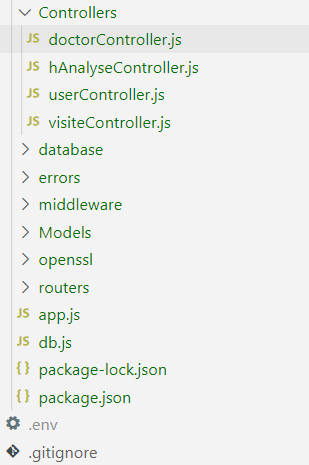 Controllers
JS doctorController.js
JS hAnalyseController.js
JS userController.js
JS visiteController.js
database
errors
middleware
Models
openssl
routers
JS app.js
JS db.js
{} package-lock.json
{} package.json
.env
.gitignore